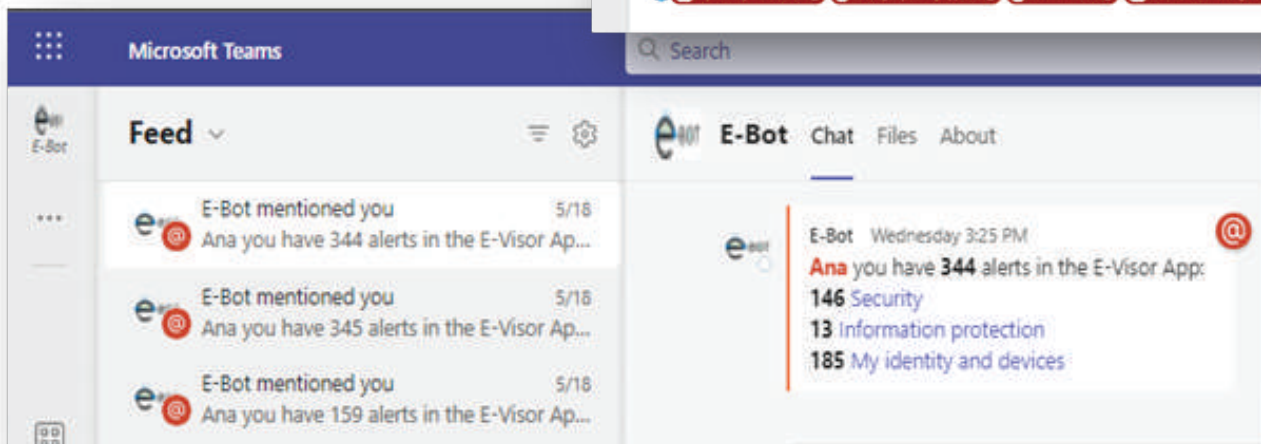 Microsoft Teams
Search
E-Bot
Feed
E-Bot mentioned you 5/18
Ana you have 344 alerts in the E-Visor Ap...
E-Bot mentioned you 5/18
Ana you have 345 alerts in the E-Visor Ap...
E-Bot mentioned you 5/18
Ana you have 159 alerts in the E-Visor Ap...
eBOT E-Bot Chat Files About
E-Bot Wednesday 3:25 PM
Ana you have 344 alerts in the E-Visor App:
146 Security
13 Information protection
185 My identity and devices